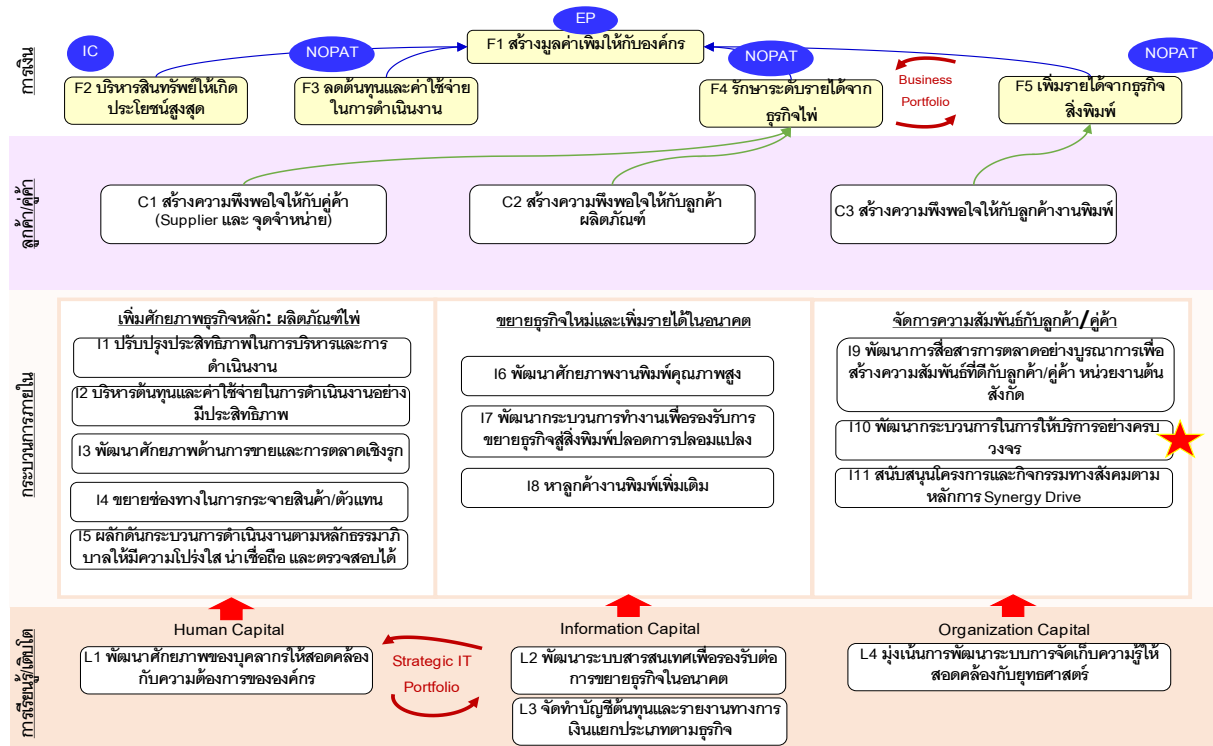 การเงิน
EP
F1 สร้างมูลค่าเพิ่มให้กับองค์กร
IC
NOPAT
NOPAT
NOPAT
F2 บริหารสินทรัพย์ให้เกิด
ประโยชน์สูงสุด
F3 ลดต้นทุนและค่าใช้จ่าย
ในการดำเนินงาน
F4 รักษาระดับรายได้จาก
ธุรกิจไพ่
Business
Portfolio
F5 เพิ่มรายได้จากธุรกิจ
สิ่งพิมพ์
ลูกค้า/คู่ค้า
C1 สร้างความพึงพอใจให้กับคู่ค้า
(Supplier และ จุดจำหน่าย)
C2 สร้างความพึงพอใจให้กับลูกค้า
ผลิตภัณฑ์
C3 สร้างความพึงพอใจให้กับลูกค้างานพิมพ์
กระบวนการภายใน
เพิ่มศักยภาพธุรกิจหลัก: ผลิตภัณฑ์ไพ่
I1 ปรับปรุงประสิทธิภาพในการบริหารและการ
ดำเนินงาน
I2 บริหารต้นทุนและค่าใช้จ่ายในการดำเนินงานอย่าง
มีประสิทธิภาพ
I3 พัฒนาศักยภาพด้านการขายและการตลาดเชิงรุก
I4 ขยายช่องทางในการกระจายสินค้า/ตัวแทน
I5 ผลักดันกระบวนการดำเนินงานตามหลักธรรมาภิ
บาลให้มีความโปร่งใส น่าเชื่อถือ และตรวจสอบได้
ขยายธุรกิจใหม่และเพิ่มรายได้ในอนาคต
I6 พัฒนาศักยภาพงานพิมพ์คุณภาพสูง
I7 พัฒนากระบวนการทำงานเพื่อรองรับการ
ขยายธุรกิจสู่สิ่งพิมพ์ปลอดการปลอมแปลง
I8 หาลูกค้างานพิมพ์เพิ่มเติม
จัดการความสัมพันธ์กับลูกค้า/คู่ค้า
I9 พัฒนาการสื่อสารการตลาดอย่างบูรณาการเพื่อ
สร้างความสัมพันธ์ที่ดีกับลูกค้า/คู่ค้า หน่วยงานต้น
สังกัด
I10 พัฒนากระบวนการในการให้บริการอย่างครบ
วงจร
I11 สนับสนุนโครงการและกิจกรรมทางสังคมตาม
หลักการ Synergy Drive
การเรียนรู้/เติบโต
Human Capital
L1 พัฒนาศักยภาพของบุคลากรให้สอดคล้อง
กับความต้องการขององค์กร
Strategic IT
Portfolio
Information Capital
L2 พัฒนาระบบสารสนเทศเพื่อรองรับต่อ
การขยายธุรกิจในอนาคต
L3 จัดทำบัญชีต้นทุนและรายงานทางการ
เงินแยกประเภทตามธุรกิจ
Organization Capital
L4 มุ่งเน้นการพัฒนาระบบการจัดเก็บความรู้ให้
สอดคล้องกับยุทธศาสตร์